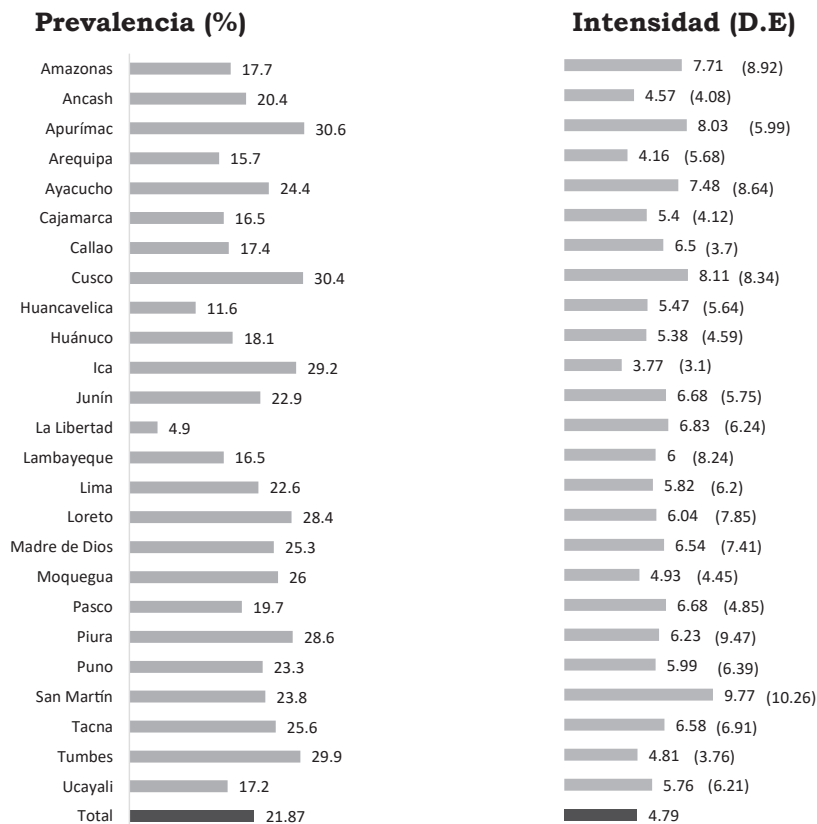 Prevalencia (%) Intensidad (D.E)
Amazonas 17.7 7.71 (8.92)
Ancash 20.4 4.57 (4.08)
Apurímac 30.6 8.03 (5.99)
Arequipa 15.7 4.16 (5.68)
Ayacucho 24.4 7.48 (8.64)
Cajamarca 16.5 5.4 (4.12)
Callao 17.4 6.5 (3.7)
Cusco 30.4 8.11 (8.34)
Huancavelica 11.6 5.47 (5.64)
Huánuco 18.1 5.38 (4.59)
Ica 29.2 3.77 (3.1)
Junín 22.9 6.68 (5.75)
La Libertad 4.9 6.83 (6.24)
Lambayeque 16.5 6 (8.24)
Lima 22.6 5.82 (6.2)
Loreto 28.4 6.04 (7.85)
Madre de Dios 25.3 6.54 (7.41)
Moquegua 26 4.93 (4.45)
Pasco 19.7 6.68 (4.85)
Piura 28.6 6.23 (9.47)
Puno 23.3 5.99 (6.39)
San Martín 23.8 9.77 (10.26)
Tacna 25.6 6.58 (6.91)
Tumbes 29.9 4.81 (3.76)
Ucayali 17.2 5.76 (6.21)
Total 21.87 4.79